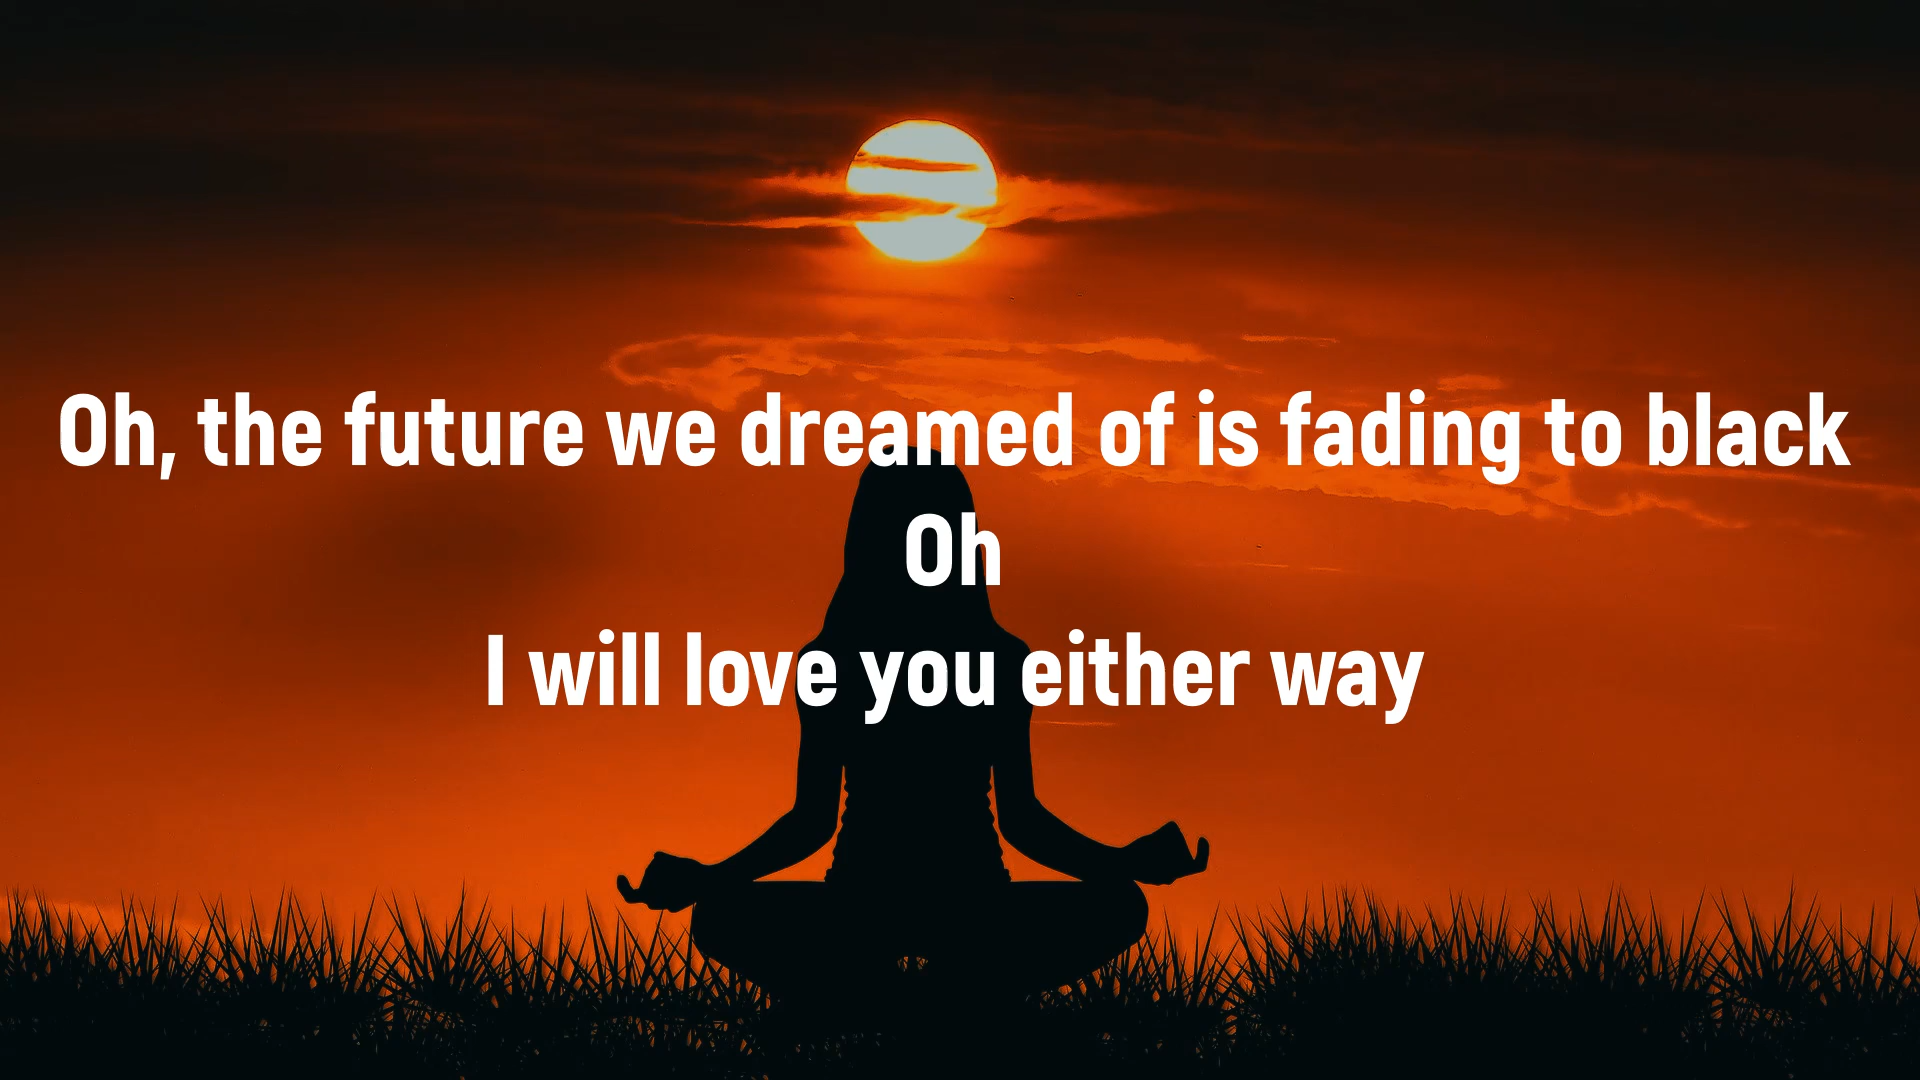 Oh, the future we dreamed of is fading to black
Oh
I will love you either way